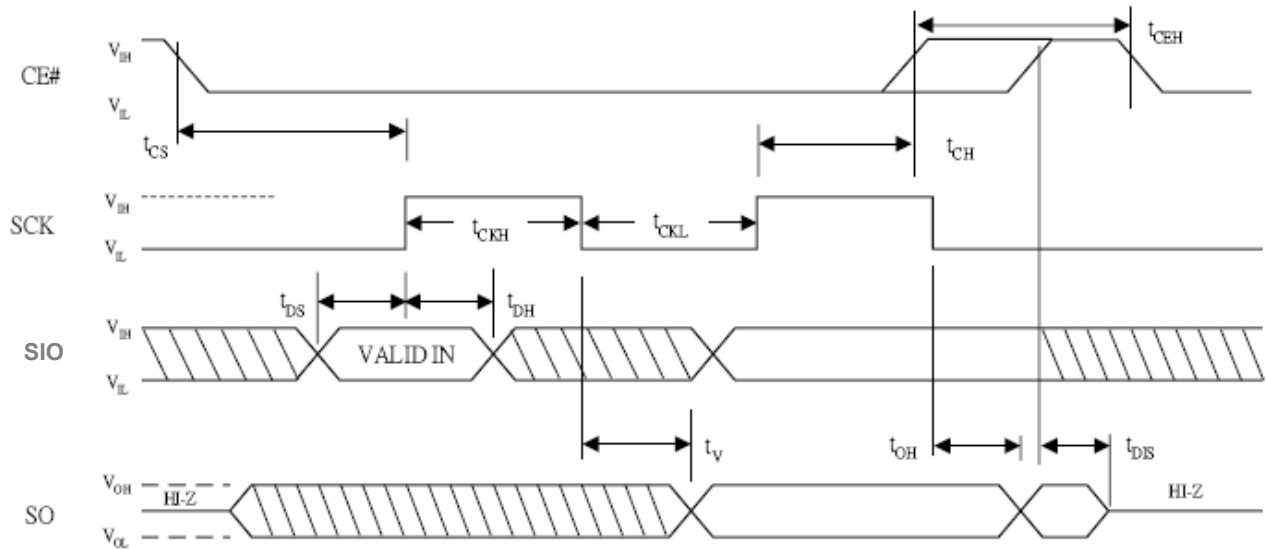 V_IH
CE#
V_IL
t_CEH
t_CS
t_CH
V_IH
SCK
V_IL
t_CKH
t_CKL
t_DS
t_DH
V_IH
SIO
VALID IN
V_IL
t_V
t_OH
t_DIS
V_OH
HI-Z
HI-Z
SO
V_OL